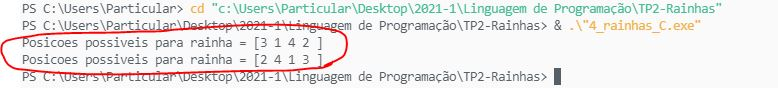 PS C:\Users\Particular> cd "c:\Users\Particular\Desktop\2021-1\Linguagem de Programação\TP2-Rainhas"
PS C:\Users\Particular\Desktop\2021-1\Linguagem de Programação\TP2-Rainhas> & .\"4_rainhas_C.exe"
Posicoes possiveis para rainha = [3 1 4 2 ]
Posicoes possiveis para rainha = [2 4 1 3 ]
PS C:\Users\Particular\Desktop\2021-1\Linguagem de Programação\TP2-Rainhas>